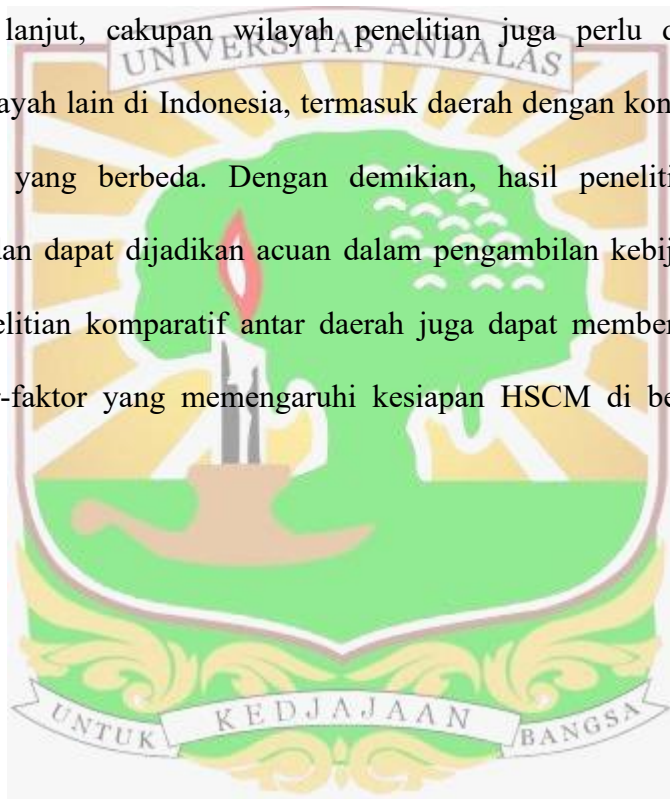 lanjut, cakupan wilayah penelitian juga perlu
UNIVERSITAS ANDALAS
ayah lain di Indonesia, termasuk daerah dengan kon
yang berbeda. Dengan demikian, hasil peneliti
dan dapat dijadikan acuan dalam pengambilan kebij
elitian komparatif antar daerah juga dapat member
r-faktor yang memengaruhi kesiapan HSCM di be
UNTUK KEDJAJAAN BANGSA